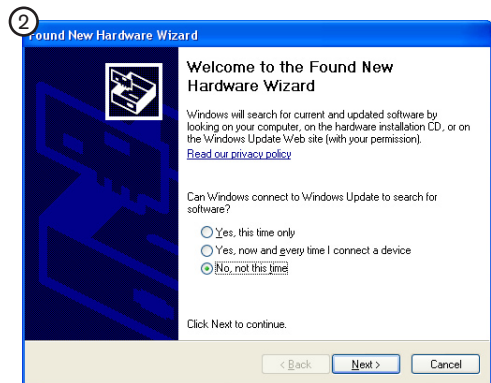 2
Found New Hardware Wizard
Welcome to the Found New
Hardware Wizard
Windows will search for current and updated software by
looking on your computer, on the hardware installation CD, or on
the Windows Update Web site (with your permission).
Read our privacy policy
Can Windows connect to Windows Update to search for
software?
Yes, this time only
Yes, now and every time I connect a device
No, not this time
Click Next to continue.
< Back Next > Cancel